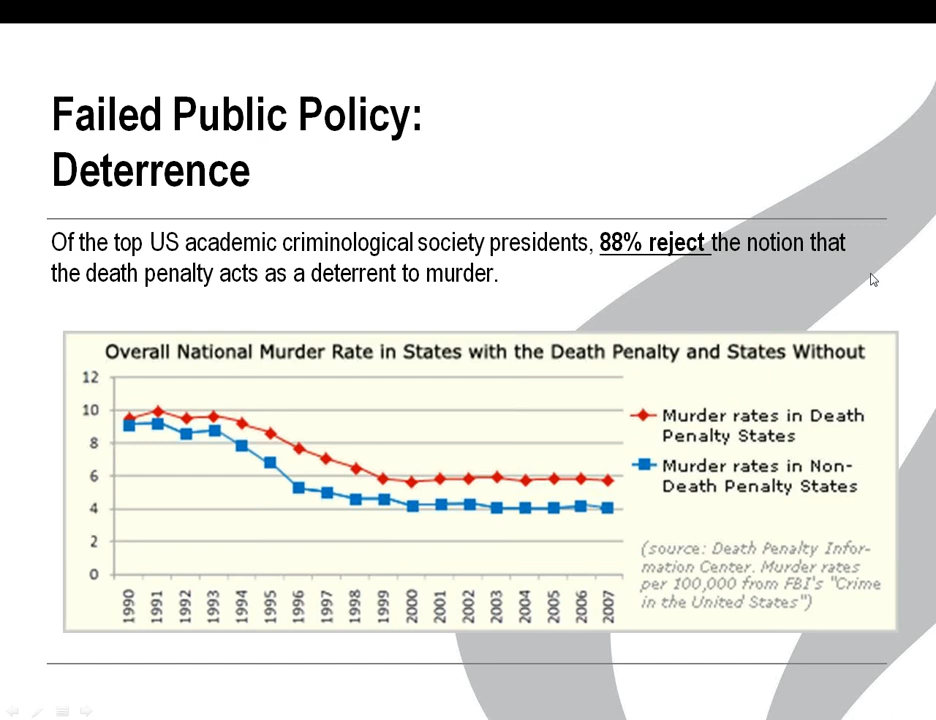 Failed Public Policy:
Deterrence
Of the top US academic criminological society presidents, 88% reject the notion that
the death penalty acts as a deterrent to murder.
Overall National Murder Rate in States with the Death Penalty and States Without
12
10
8
6
4
2
0
1990 1991 1992 1993 1994 1995 1996 1997 1998 1999 2000 2001 2002 2003 2004 2005 2006 2007
Murder rates in Death
Penalty States
Murder rates in Non-
Death Penalty States
(source: Death Penalty Infor-
mation Center. Murder rates
per 100,000 from FBI's "Crime
in the United States")